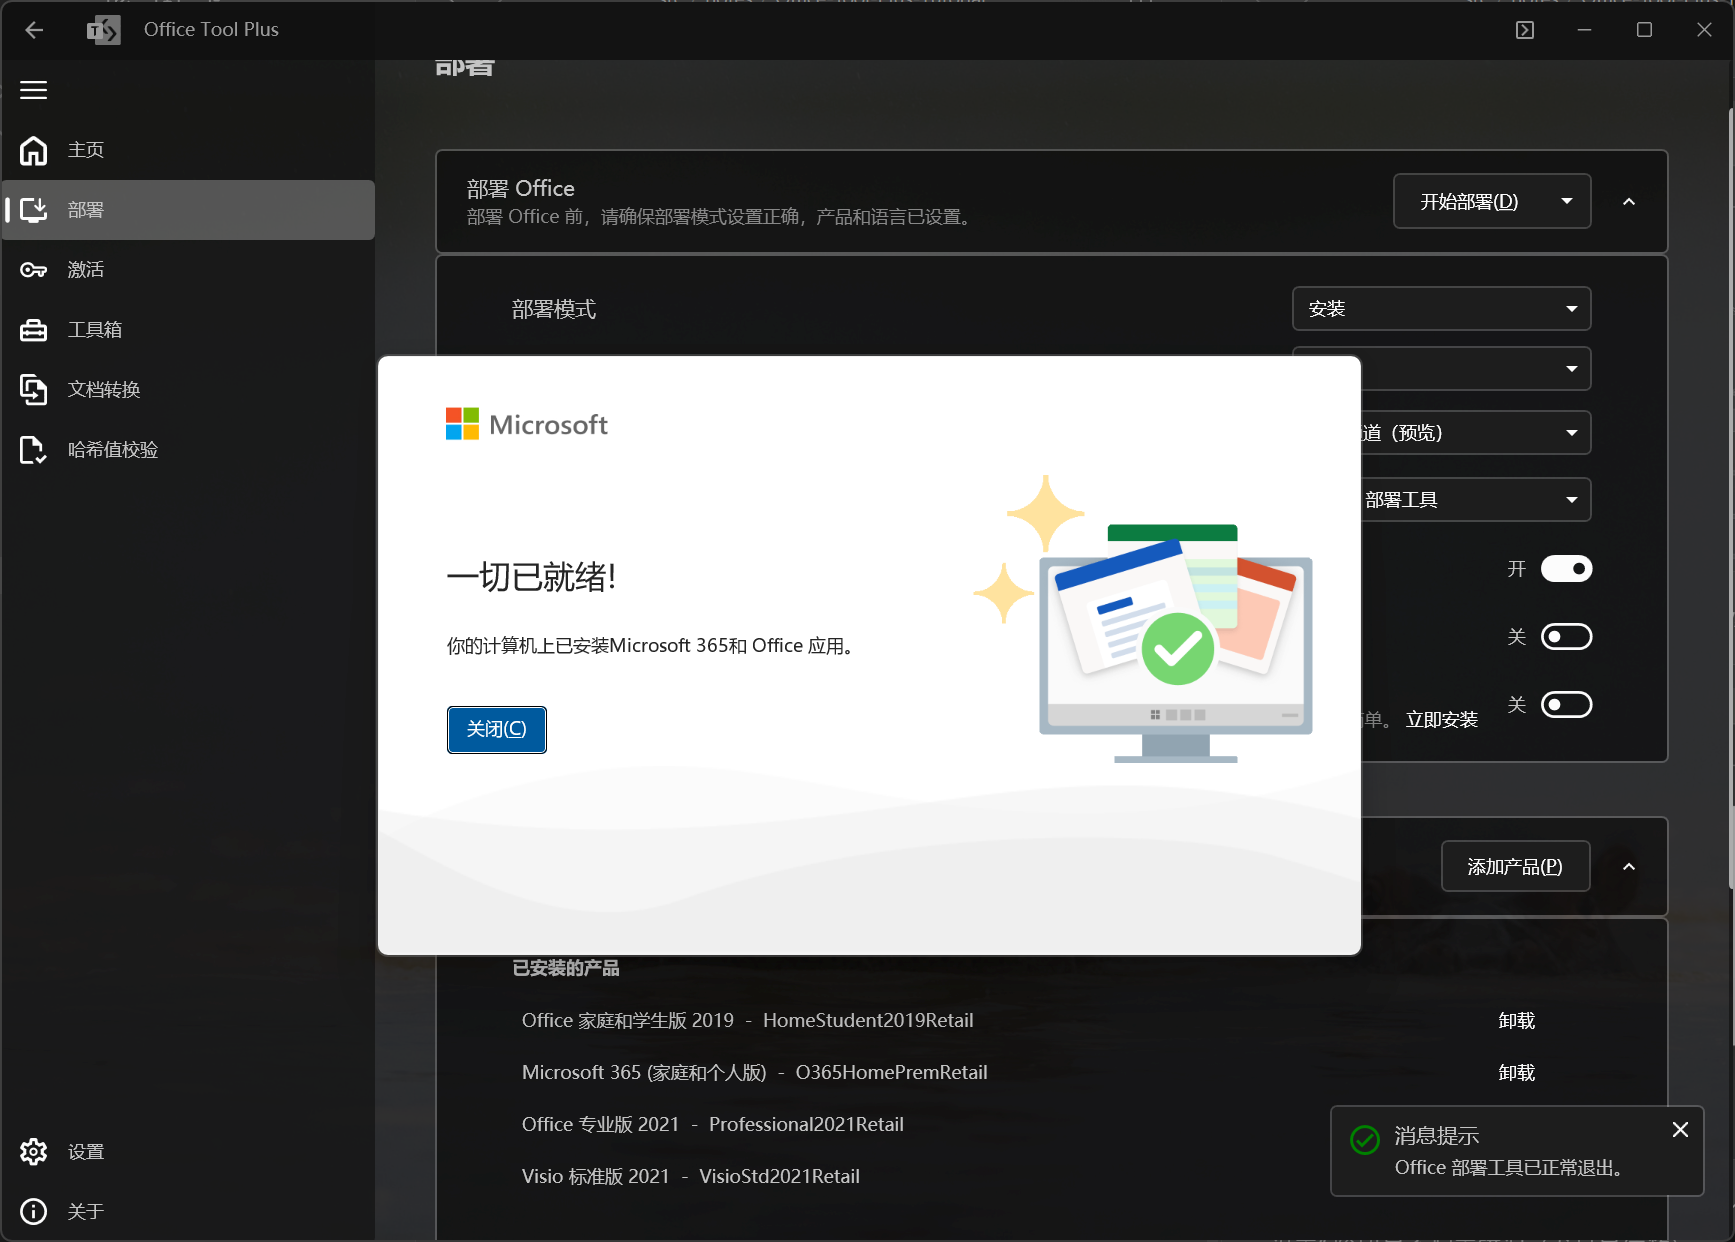 Office Tool Plus
部署
主页
部署
激活
工具箱
文档转换
哈希值校验
设置
关于
部署 Office
部署 Office 前，请确保部署模式设置正确，产品和语言已设置。
开始部署(D)
部署模式
安装
道（预览）
部署工具
开
关
关
单。 立即安装
Microsoft
一切已就绪!
你的计算机上已安装Microsoft 365和 Office 应用。
关闭(C)
添加产品(P)
已安装的产品
Office 家庭和学生版 2019 - HomeStudent2019Retail
卸载
Microsoft 365 (家庭和个人版) - O365HomePremRetail
卸载
Office 专业版 2021 - Professional2021Retail
Visio 标准版 2021 - VisioStd2021Retail
消息提示
Office 部署工具已正常退出。